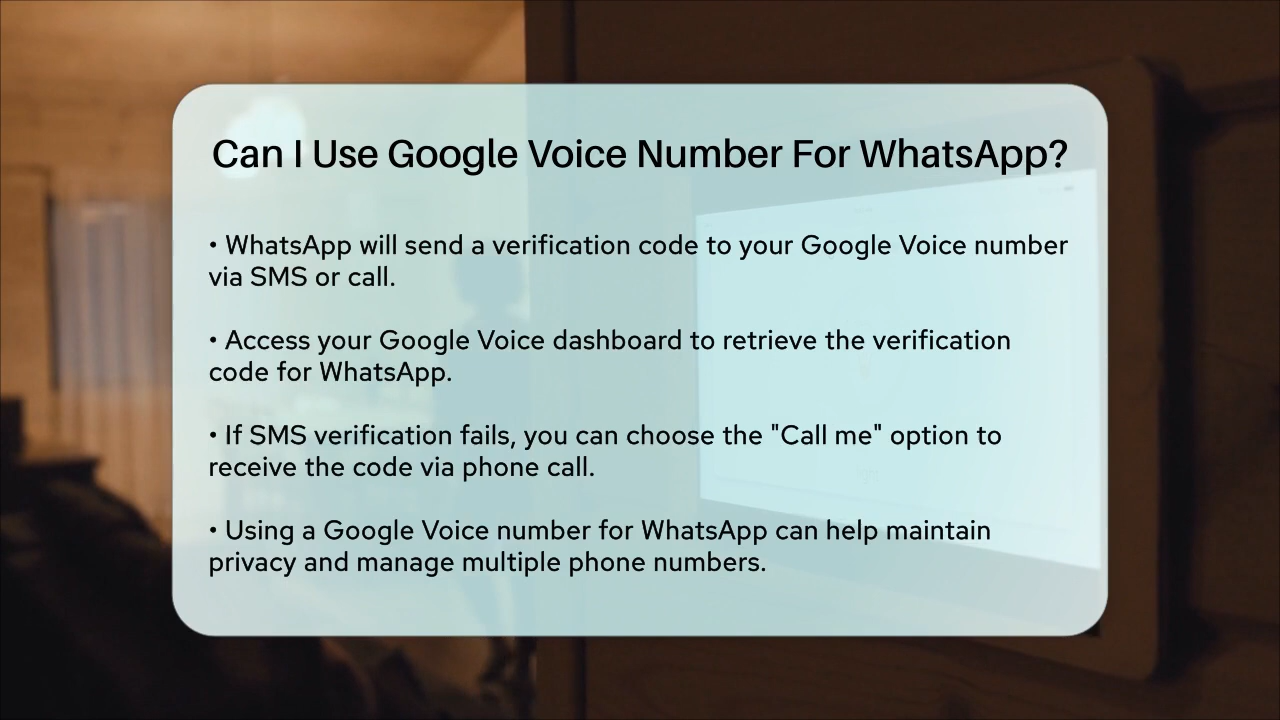 Can I Use Google Voice Number For WhatsApp?
• WhatsApp will send a verification code to your Google Voice number
via SMS or call.
• Access your Google Voice dashboard to retrieve the verification
code for WhatsApp.
• If SMS verification fails, you can choose the "Call me" option to
receive the code via phone call.
• Using a Google Voice number for WhatsApp can help maintain
privacy and manage multiple phone numbers.